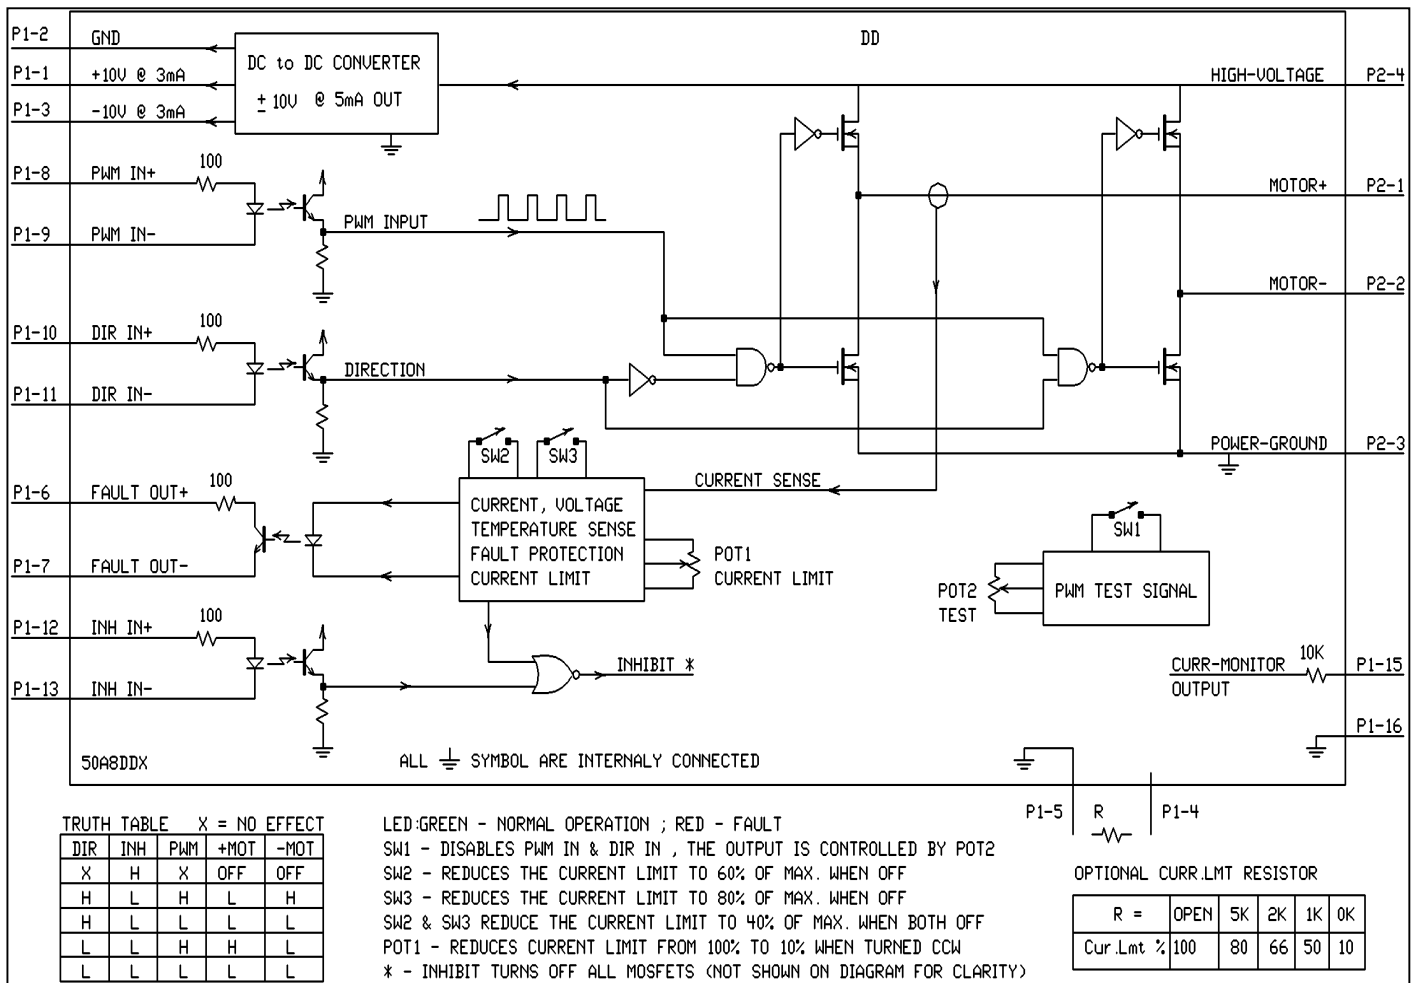 P1-2 GND
DD
DC to DC CONVERTER
± 10V @ 5mA OUT
P1-1 +10V @ 3mA
HIGH-VOLTAGE P2-4
P1-3 -10V @ 3mA
100
P1-8 PWM IN+
MOTOR+ P2-1
PWM INPUT
P1-9 PWM IN-
MOTOR- P2-2
100
P1-10 DIR IN+
DIRECTION
P1-11 DIR IN-
POWER-GROUND P2-3
SW2 SW3
CURRENT SENSE
100
P1-6 FAULT OUT+
CURRENT, VOLTAGE
TEMPERATURE SENSE
FAULT PROTECTION
CURRENT LIMIT
SW1
POT1
CURRENT LIMIT
P1-7 FAULT OUT-
POT2
TEST
PWM TEST SIGNAL
100
P1-12 INH IN+
INHIBIT *
10K
CURR-MONITOR
OUTPUT
P1-15
P1-13 INH IN-
P1-16
50A8DDX
ALL SYMBOL ARE INTERNALY CONNECTED
P1-5 R P1-4
TRUTH TABLE X = NO EFFECT
DIR INH PWM +MOT -MOT
X H X OFF OFF
H L H L H
H L L L L
L L H H L
L L L L L
LED:GREEN - NORMAL OPERATION ; RED - FAULT
SW1 - DISABLES PWM IN & DIR IN , THE OUTPUT IS CONTROLLED BY POT2
SW2 - REDUCES THE CURRENT LIMIT TO 60% OF MAX. WHEN OFF
SW3 - REDUCES THE CURRENT LIMIT TO 80% OF MAX. WHEN OFF
SW2 & SW3 REDUCE THE CURRENT LIMIT TO 40% OF MAX. WHEN BOTH OFF
POT1 - REDUCES CURRENT LIMIT FROM 100% TO 10% WHEN TURNED CCW
* - INHIBIT TURNS OFF ALL MOSFETS (NOT SHOWN ON DIAGRAM FOR CLARITY)
OPTIONAL CURR.LMT RESISTOR
R = OPEN 5K 2K 1K 0K
Cur.Lmt % 100 80 66 50 10